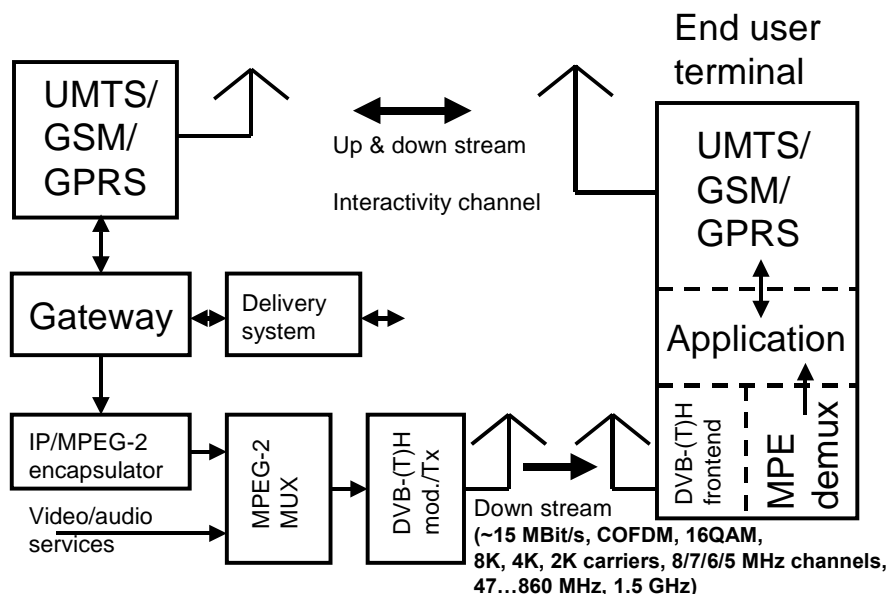 End user
terminal
UMTS/
GSM/
GPRS
Up & down stream
Interactivity channel
UMTS/
GSM/
GPRS
Gateway
Delivery
system
Application
IP/MPEG-2
encapsulator
Video/audio
services
MPEG-2
MUX
DVB-(T)H
mod./Tx
DVB-(T)H
frontend
MPE
demux
Down stream
(~15 MBit/s, COFDM, 16QAM,
8K, 4K, 2K carriers, 8/7/6/5 MHz channels,
47...860 MHz, 1.5 GHz)